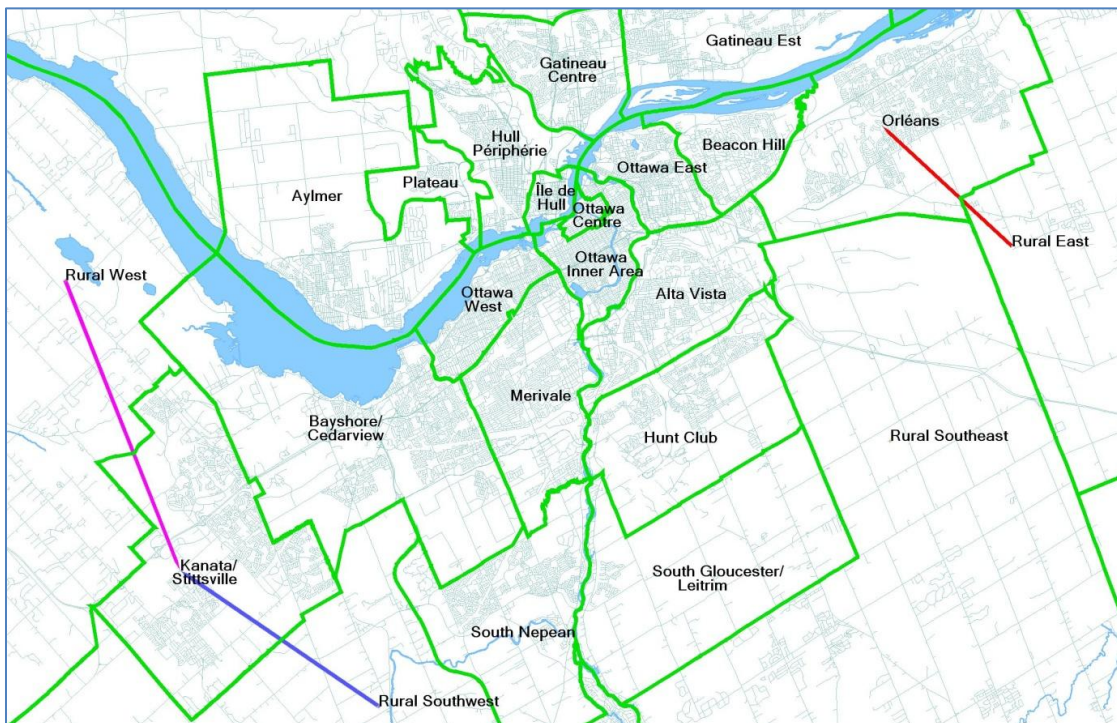 Gatineau Est
Gatineau
Centre
Orléans
Hull
Périphérie
Beacon Hill
Ottawa East
Plateau
Aylmer
Île de
Hull
Ottawa
Centre
Rural East
Ottawa
Inner Area
Rural West
Ottawa
West
Alta Vista
Merivale
Bayshore/
Cedarview
Hunt Club
Rural Southeast
Kanata/
Stittsville
South Gloucester/
Leitrim
South Nepean
Rural Southwest